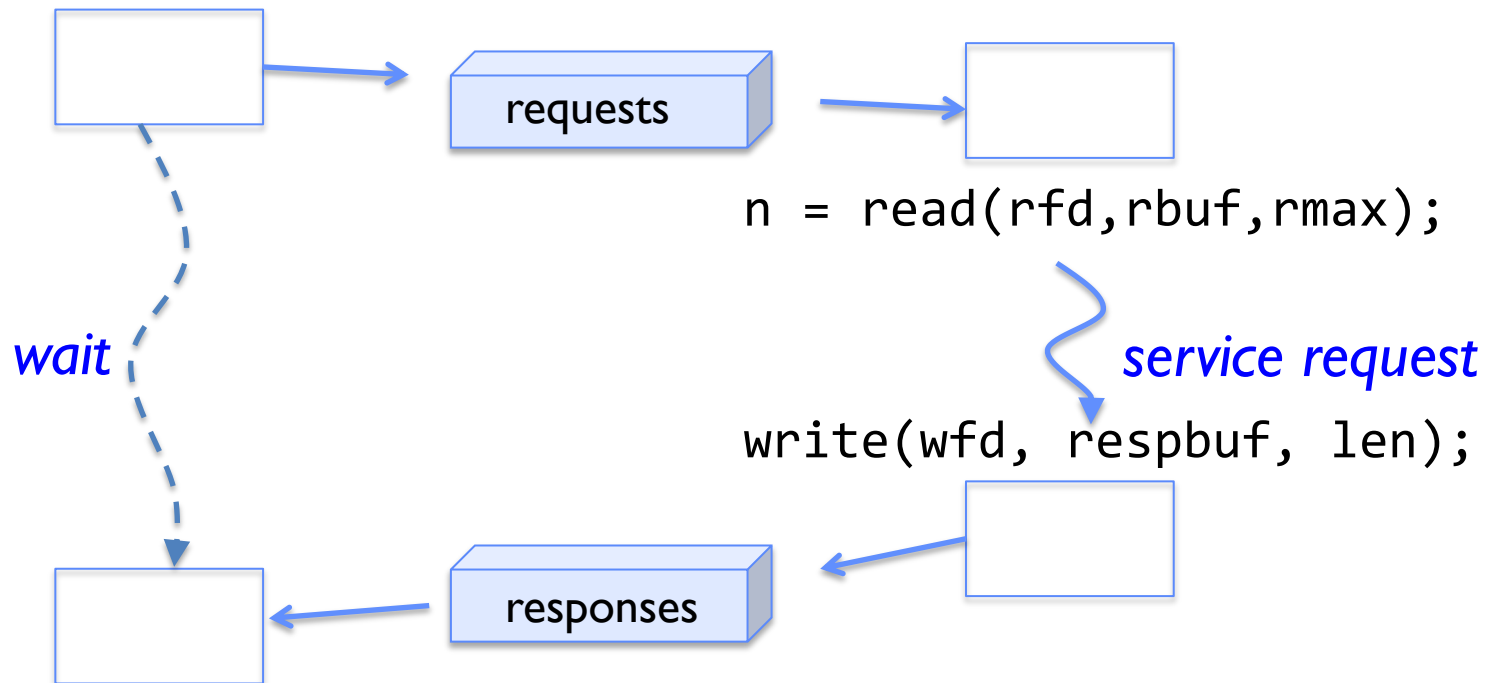 requests
n = read(rfd,rbuf,rmax);
wait
service request
write(wfd, respbuf, len);
responses